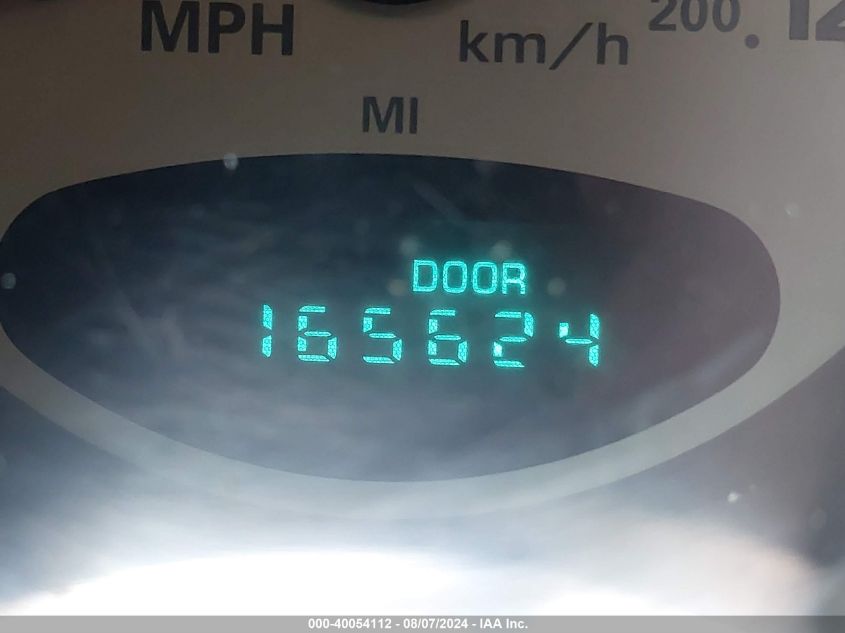 MPH
km/h
200
MI
DOOR
165624
000-40054112 - 08/07/2024 - IAA Inc.